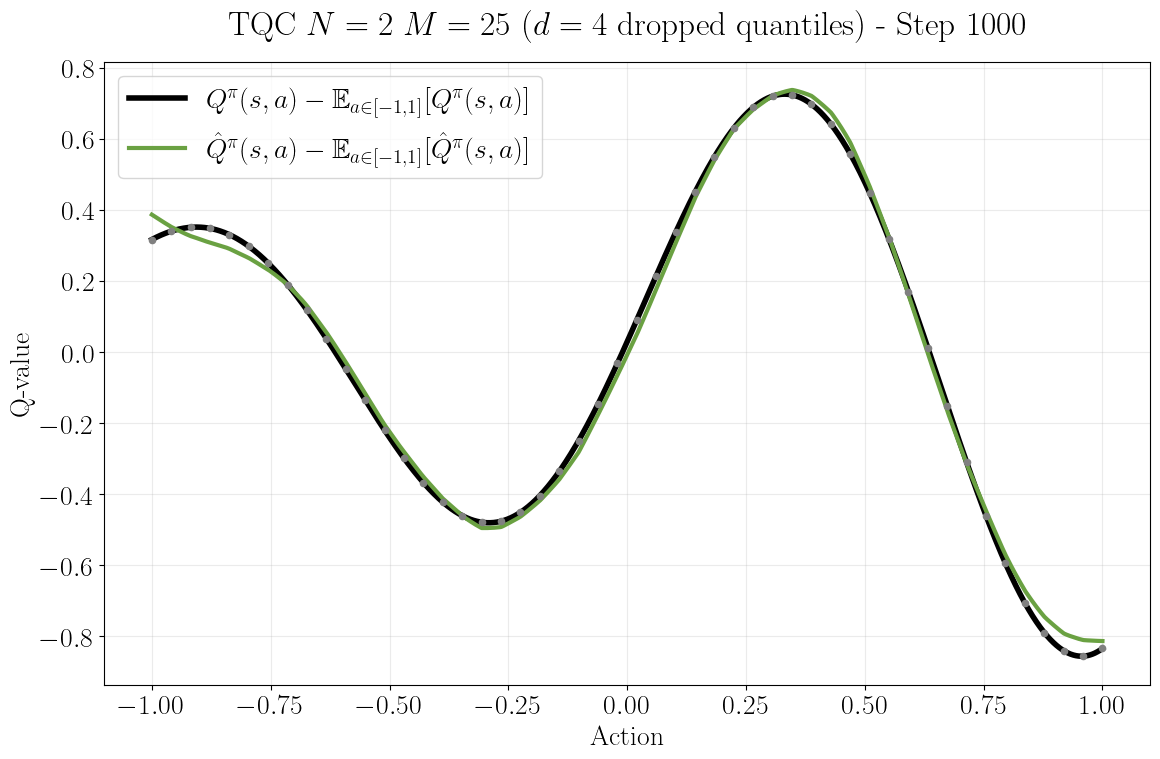 TQC N = 2 M = 25 (d = 4 dropped quantiles) - Step 1000
Q^π(s, a) − 𝔼_{a∈[−1,1]}[Q^π(s, a)]
Q̂^π(s, a) − 𝔼_{a∈[−1,1]}[Q̂^π(s, a)]
0.8
0.6
0.4
0.2
0.0
−0.2
−0.4
−0.6
−0.8
Q-value
−1.00 −0.75 −0.50 −0.25 0.00 0.25 0.50 0.75 1.00
Action